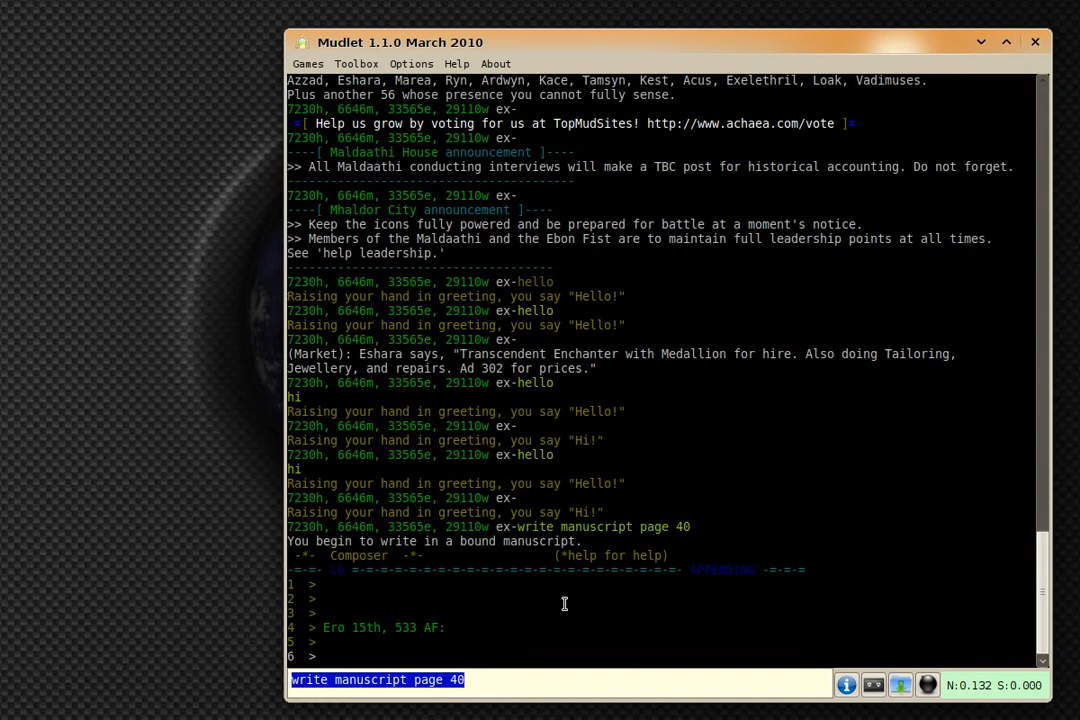 Mudlet 1.1.0 March 2010
Games Toolbox Options Help About
Azzad, Eshara, Marea, Ryn, Ardwyn, Kace, Tamsyn, Kest, Acus, Exelethril, Loak, Vadimuses.
Plus another 56 whose presence you cannot fully sense.
7230h, 6646m, 33565e, 29110w ex-
=[ Help us grow by voting for us at TopMudSites! http://www.achaea.com/vote ]=
7230h, 6646m, 33565e, 29110w ex-
----[ Maldaathi House announcement ]----
>> All Maldaathi conducting interviews will make a TBC post for historical accounting. Do not forget.
----------------------------------------
7230h, 6646m, 33565e, 29110w ex-
----[ Mhaldor City announcement ]----
>> Keep the icons fully powered and be prepared for battle at a moment's notice.
>> Members of the Maldaathi and the Ebon Fist are to maintain full leadership points at all times.
See 'help leadership.'
-------------------------------------
7230h, 6646m, 33565e, 29110w ex-hello
Raising your hand in greeting, you say "Hello!"
7230h, 6646m, 33565e, 29110w ex-hello
Raising your hand in greeting, you say "Hello!"
7230h, 6646m, 33565e, 29110w ex-
(Market): Eshara says, "Transcendent Enchanter with Medallion for hire. Also doing Tailoring,
Jewellery, and repairs. Ad 302 for prices."
7230h, 6646m, 33565e, 29110w ex-hello
hi
Raising your hand in greeting, you say "Hello!"
7230h, 6646m, 33565e, 29110w ex-
Raising your hand in greeting, you say "Hi!"
7230h, 6646m, 33565e, 29110w ex-hello
hi
Raising your hand in greeting, you say "Hello!"
7230h, 6646m, 33565e, 29110w ex-
Raising your hand in greeting, you say "Hi!"
7230h, 6646m, 33565e, 29110w ex-write manuscript page 40
You begin to write in a bound manuscript.
-*- Composer -*- (*help for help)
-=-=- =-=-=-=-=-=-=-=-=-=-=-=-=-=-=-=-=-=-=-=- APPENDING -=-=-=
1 >
2 >
3 >
4 > Ero 15th, 533 AF:
5 >
6 >
write manuscript page 40
N:0.132 S:0.000